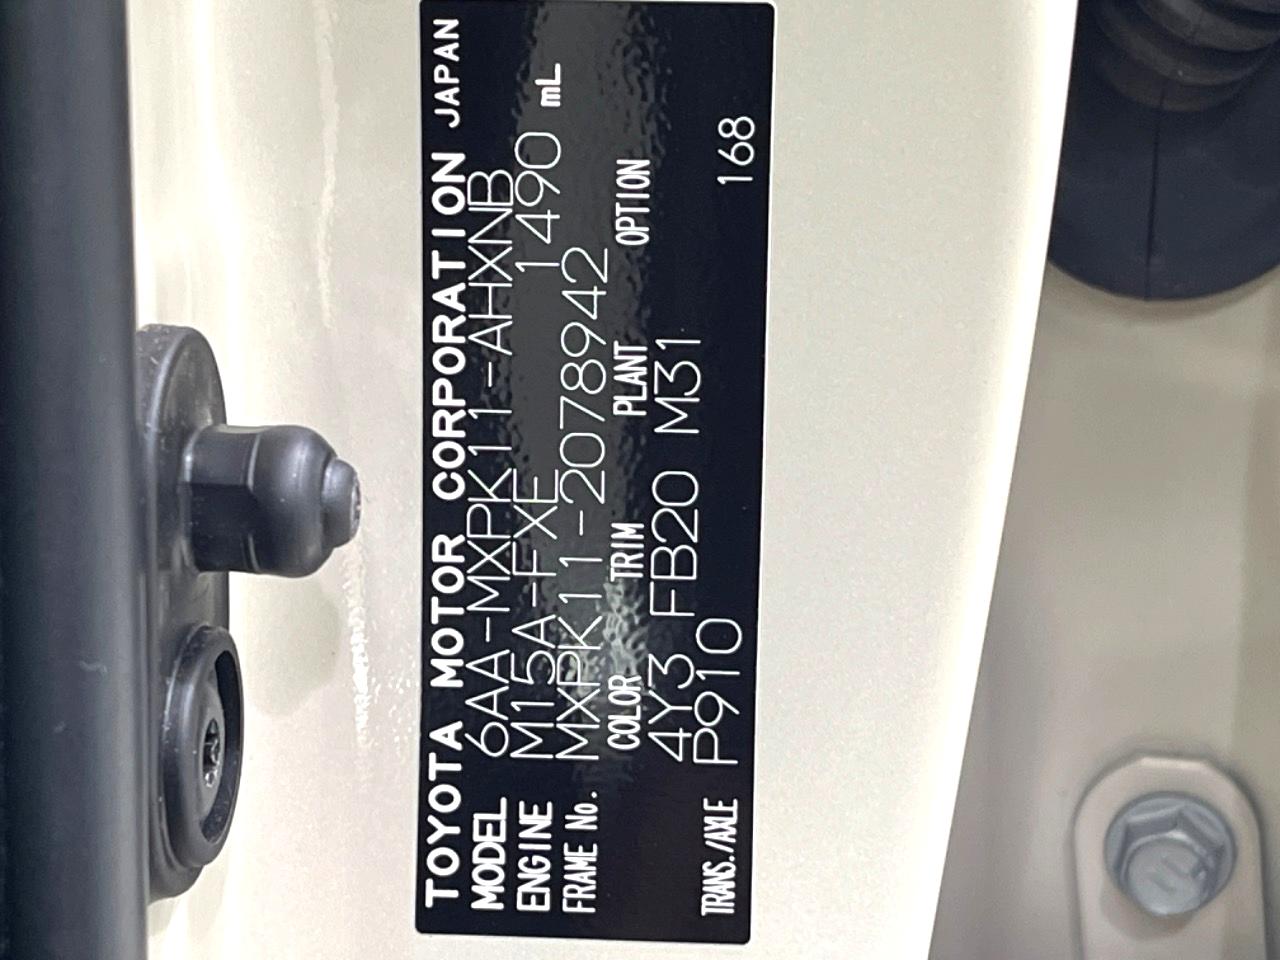 TOYOTA MOTOR CORPORATION JAPAN
MODEL 6AA-MXPK11-AHXNB
ENGINE M15A-FXE 1490 mL
FRAME No. MXPK11-2078942
COLOR TRIM PLANT OPTION
4Y3 FB20 M31
TRANS./AXLE P910 168